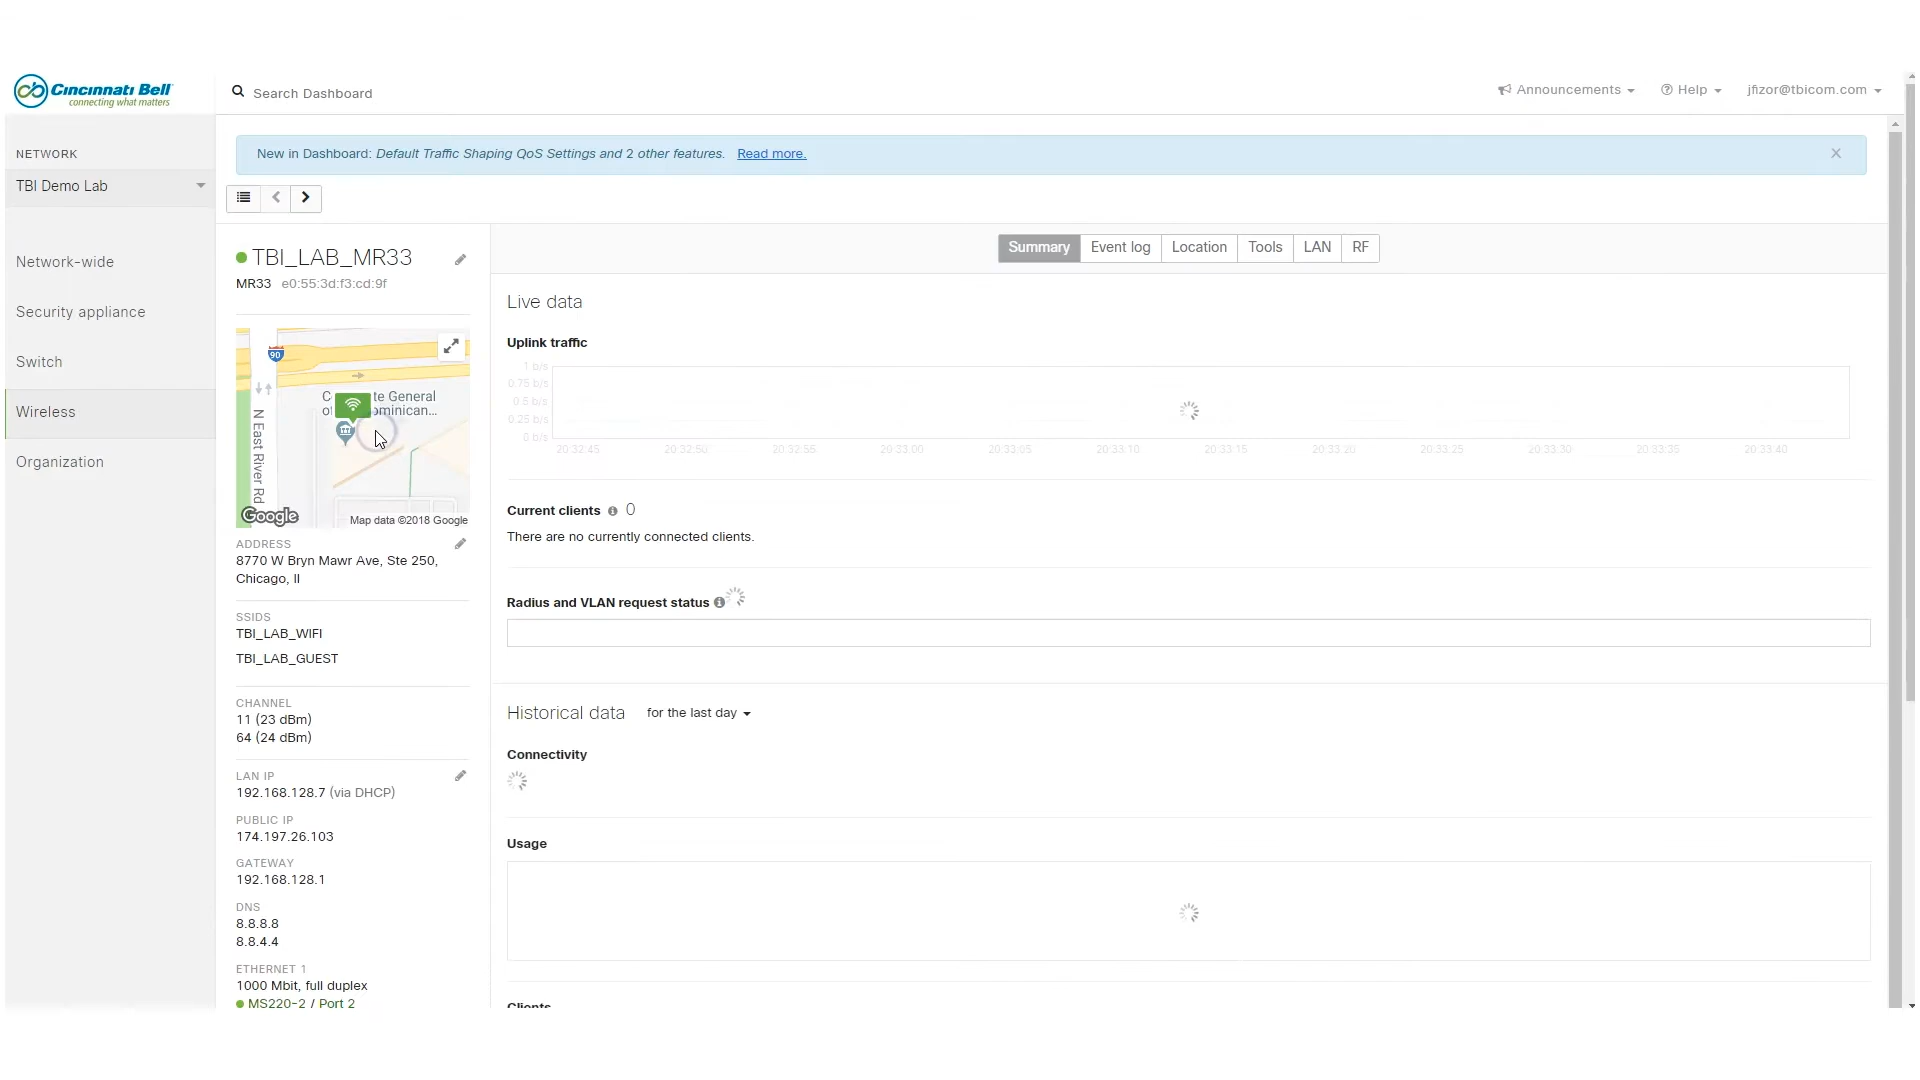 Cincinnati Bell
connecting what matters
Search Dashboard
Announcements
Help
jfizor@tbicom.com
NETWORK
TBI Demo Lab
Network-wide
Security appliance
Switch
Wireless
Organization
New in Dashboard: Default Traffic Shaping QoS Settings and 2 other features. Read more.
TBI_LAB_MR33
MR33 e0:55:3d:f3:cd:9f
90
N East River Rd
te General
ominican...
Google
Map data ©2018 Google
ADDRESS
8770 W Bryn Mawr Ave, Ste 250,
Chicago, Il
SSIDS
TBI_LAB_WIFI
TBI_LAB_GUEST
CHANNEL
11 (23 dBm)
64 (24 dBm)
LAN IP
192.168.128.7 (via DHCP)
PUBLIC IP
174.197.26.103
GATEWAY
192.168.128.1
DNS
8.8.8.8
8.8.4.4
ETHERNET 1
1000 Mbit, full duplex
MS220-2 / Port 2
Summary Event log Location Tools LAN RF
Live data
Uplink traffic
1 b/s
0.75 b/s
0.5 b/s
0.25 b/s
0 b/s
20:32:45 20:32:50 20:32:55 20:33:00 20:33:05 20:33:10 20:33:15 20:33:20 20:33:25 20:33:30 20:33:35 20:33:40
Current clients 0
There are no currently connected clients.
Radius and VLAN request status
Historical data for the last day
Connectivity
Usage
Clients